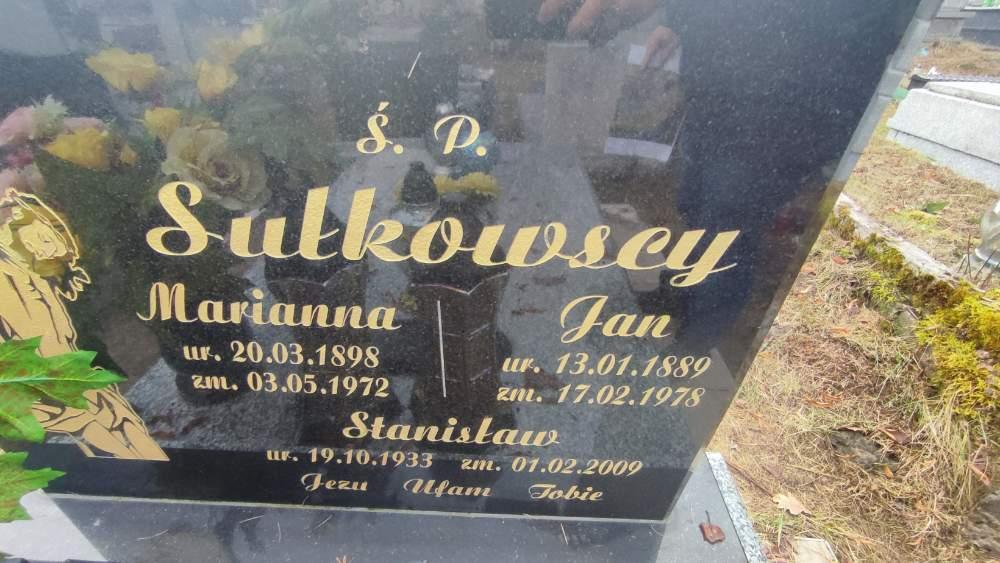 Ś. P.
Sułkowscy
Marianna
ur. 20.03.1898
zm. 03.05.1972
Jan
ur. 13.01.1889
zm. 17.02.1978
Stanisław
ur. 19.10.1933 zm. 01.02.2009
Jezu Ufam Tobie